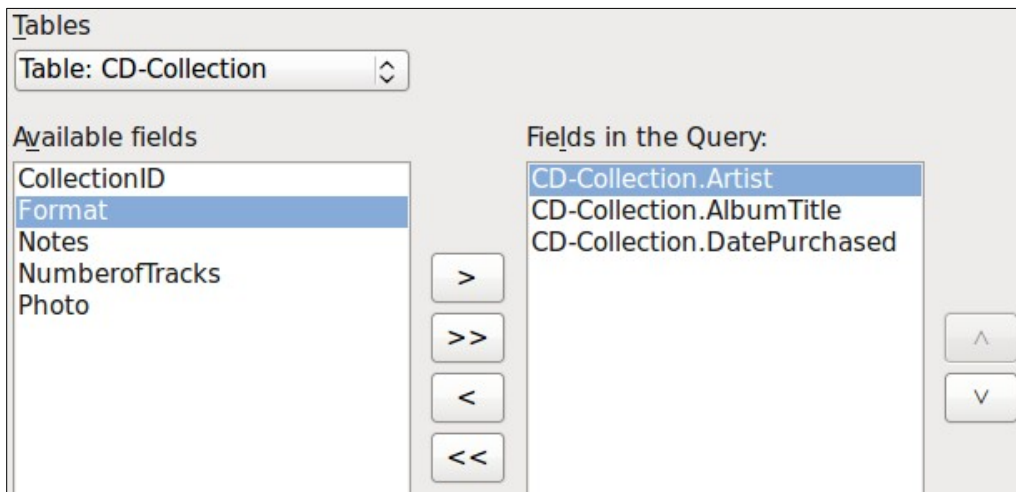 Tables
Table: CD-Collection
Available fields
CollectionID
Format
Notes
NumberofTracks
Photo
>
>>
<
<<
Fields in the Query:
CD-Collection.Artist
CD-Collection.AlbumTitle
CD-Collection.DatePurchased